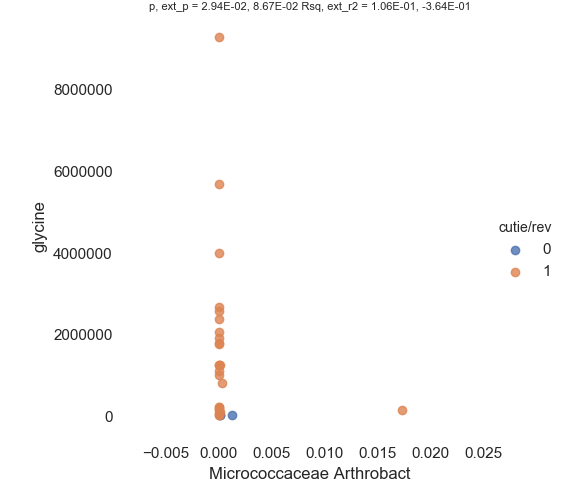 p, ext_p = 2.94E-02, 8.67E-02 Rsq, ext_r2 = 1.06E-01, -3.64E-01
8000000
6000000
4000000
2000000
0
glycine
cutie/rev
0
1
−0.005 0.000 0.005 0.010 0.015 0.020 0.025
Micrococcaceae Arthrobact